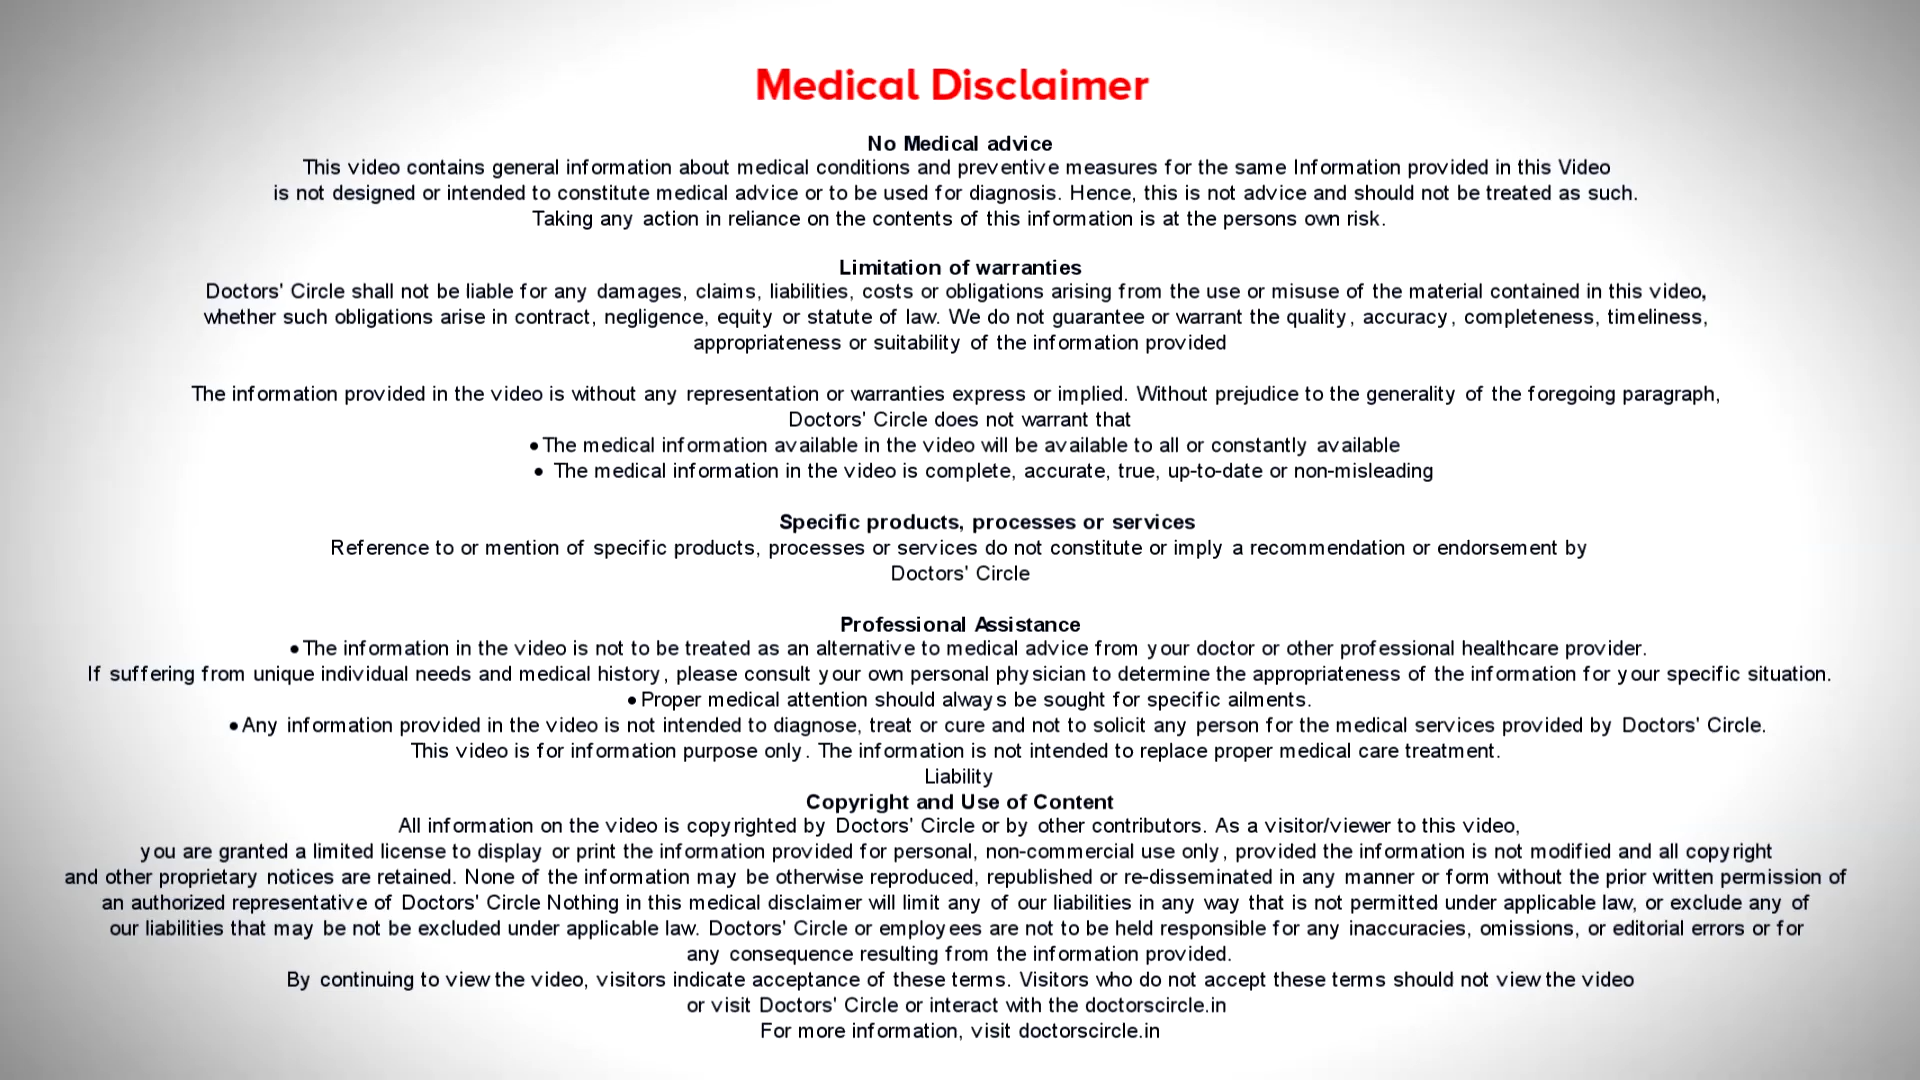 Medical Disclaimer
No Medical advice
This video contains general information about medical conditions and preventive measures for the same Information provided in this Video
is not designed or intended to constitute medical advice or to be used for diagnosis. Hence, this is not advice and should not be treated as such.
Taking any action in reliance on the contents of this information is at the persons own risk.
Limitation of warranties
Doctors' Circle shall not be liable for any damages, claims, liabilities, costs or obligations arising from the use or misuse of the material contained in this video,
whether such obligations arise in contract, negligence, equity or statute of law. We do not guarantee or warrant the quality, accuracy, completeness, timeliness,
appropriateness or suitability of the information provided
The information provided in the video is without any representation or warranties express or implied. Without prejudice to the generality of the foregoing paragraph,
Doctors' Circle does not warrant that
• The medical information available in the video will be available to all or constantly available
• The medical information in the video is complete, accurate, true, up-to-date or non-misleading
Specific products, processes or services
Reference to or mention of specific products, processes or services do not constitute or imply a recommendation or endorsement by
Doctors' Circle
Professional Assistance
• The information in the video is not to be treated as an alternative to medical advice from your doctor or other professional healthcare provider.
If suffering from unique individual needs and medical history, please consult your own personal physician to determine the appropriateness of the information for your specific situation.
• Proper medical attention should always be sought for specific ailments.
• Any information provided in the video is not intended to diagnose, treat or cure and not to solicit any person for the medical services provided by Doctors' Circle.
This video is for information purpose only. The information is not intended to replace proper medical care treatment.
Liability
Copyright and Use of Content
All information on the video is copyrighted by Doctors' Circle or by other contributors. As a visitor/viewer to this video,
you are granted a limited license to display or print the information provided for personal, non-commercial use only, provided the information is not modified and all copyright
and other proprietary notices are retained. None of the information may be otherwise reproduced, republished or re-disseminated in any manner or form without the prior written permission of
an authorized representative of Doctors' Circle Nothing in this medical disclaimer will limit any of our liabilities in any way that is not permitted under applicable law, or exclude any of
our liabilities that may be not be excluded under applicable law. Doctors' Circle or employees are not to be held responsible for any inaccuracies, omissions, or editorial errors or for
any consequence resulting from the information provided.
By continuing to view the video, visitors indicate acceptance of these terms. Visitors who do not accept these terms should not view the video
or visit Doctors' Circle or interact with the doctorscircle.in
For more information, visit doctorscircle.in